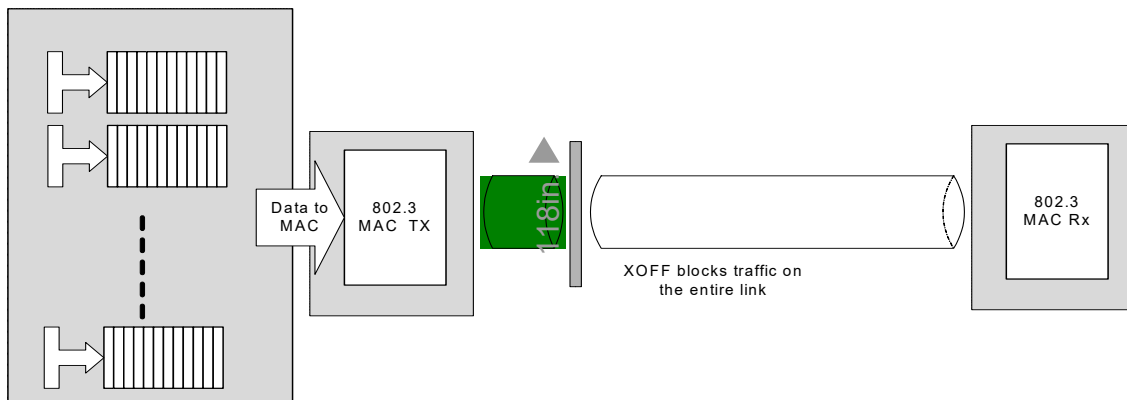 Data to
MAC
802.3
MAC TX
118in
XOFF blocks traffic on
the entire link
802.3
MAC Rx